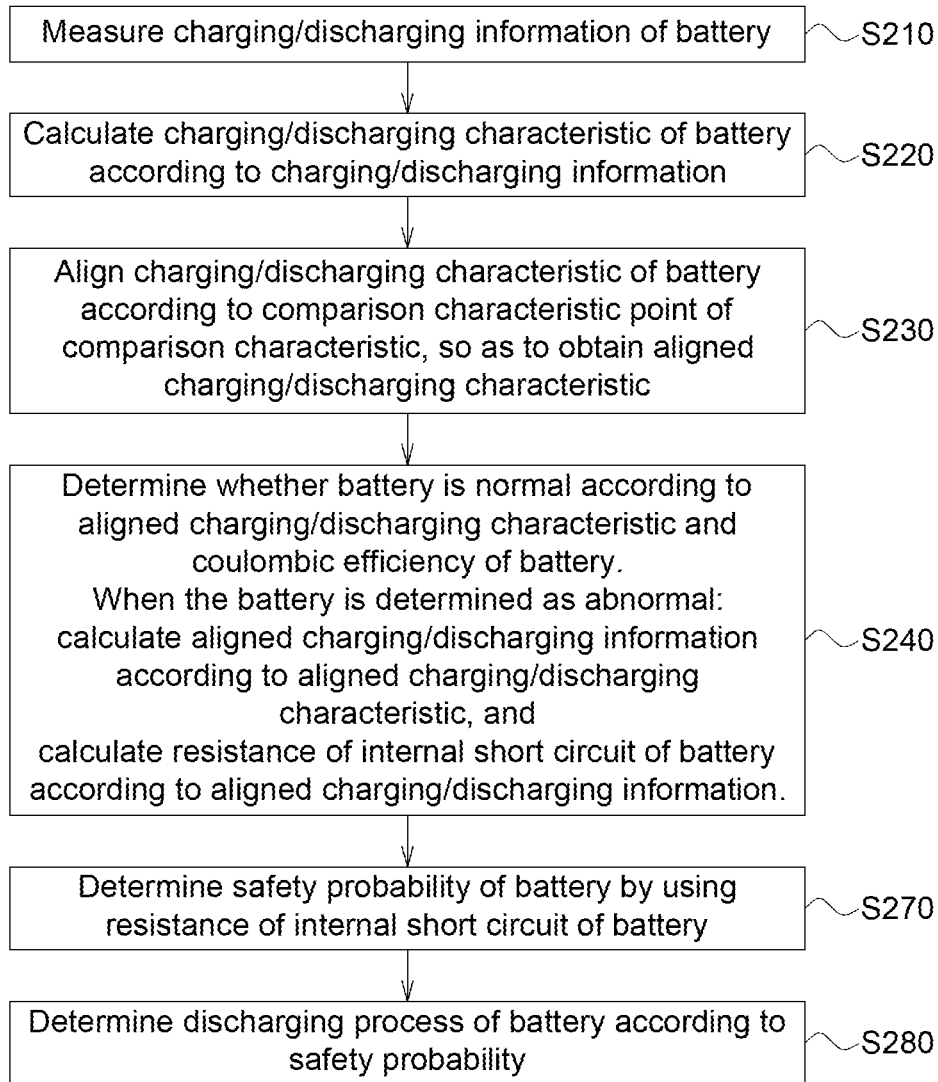 Measure charging/discharging information of battery
S210
Calculate charging/discharging characteristic of battery
according to charging/discharging information
S220
Align charging/discharging characteristic of battery
according to comparison characteristic point of
comparison characteristic, so as to obtain aligned
charging/discharging characteristic
S230
Determine whether battery is normal according to
aligned charging/discharging characteristic and
coulombic efficiency of battery.
When the battery is determined as abnormal:
calculate aligned charging/discharging information
according to aligned charging/discharging
characteristic, and
calculate resistance of internal short circuit of battery
according to aligned charging/discharging information.
S240
Determine safety probability of battery by using
resistance of internal short circuit of battery
S270
Determine discharging process of battery according to
safety probability
S280